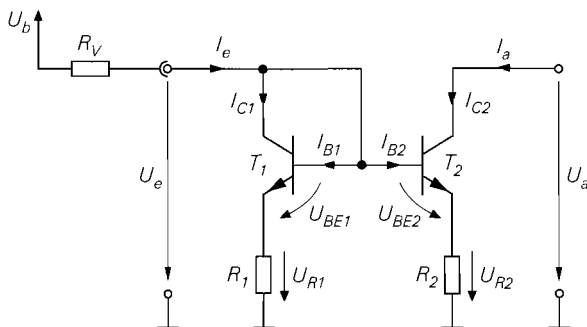 U_b
R_V
I_e
I_a
I_C1
I_C2
I_B1
I_B2
U_e
T_1
T_2
U_a
U_BE1
U_BE2
R_1
U_R1
R_2
U_R2